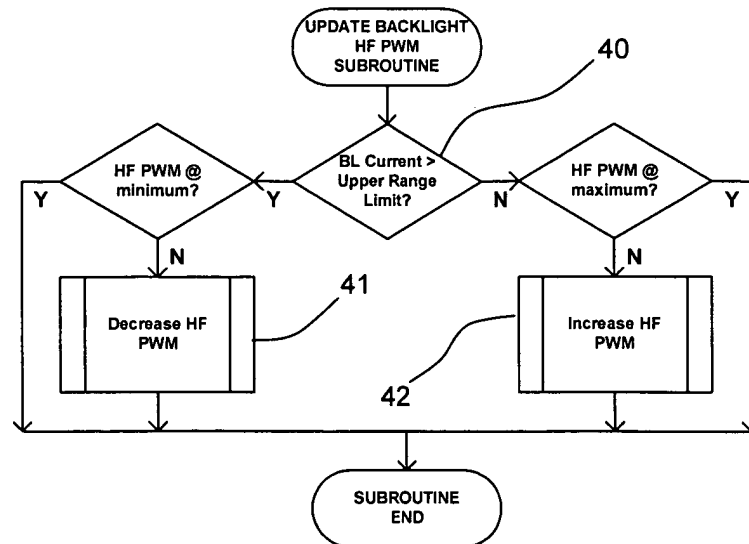 UPDATE BACKLIGHT
HF PWM
SUBROUTINE
40
HF PWM @
minimum?
BL Current >
Upper Range
Limit?
HF PWM @
maximum?
Y
Y
N
Y
N
N
Decrease HF
PWM
41
Increase HF
PWM
42
SUBROUTINE
END